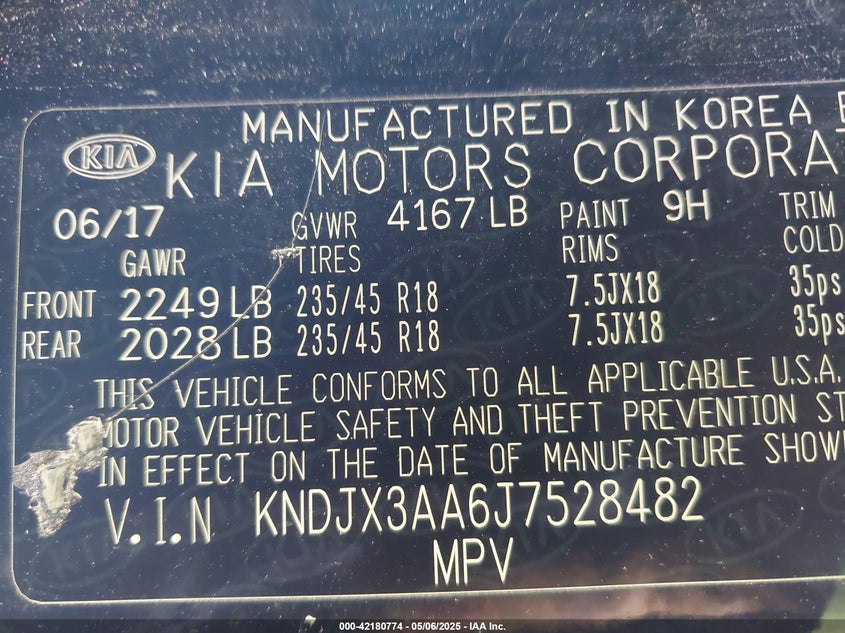 MANUFACTURED IN KOREA
KIA
KIA MOTORS CORPORA
06/17 GVWR 4167 LB PAINT 9H TRIM
GAWR TIRES RIMS COLD
FRONT 2249 LB 235/45 R18 7.5JX18 35ps
REAR 2028 LB 235/45 R18 7.5JX18 35ps
THIS VEHICLE CONFORMS TO ALL APPLICABLE U.S.A.
MOTOR VEHICLE SAFETY AND THEFT PREVENTION ST
IN EFFECT ON THE DATE OF MANUFACTURE SHOW
V.I.N KNDJX3AA6J7528482
MPV
000-42180774 — 05/06/2025 — IAA Inc.